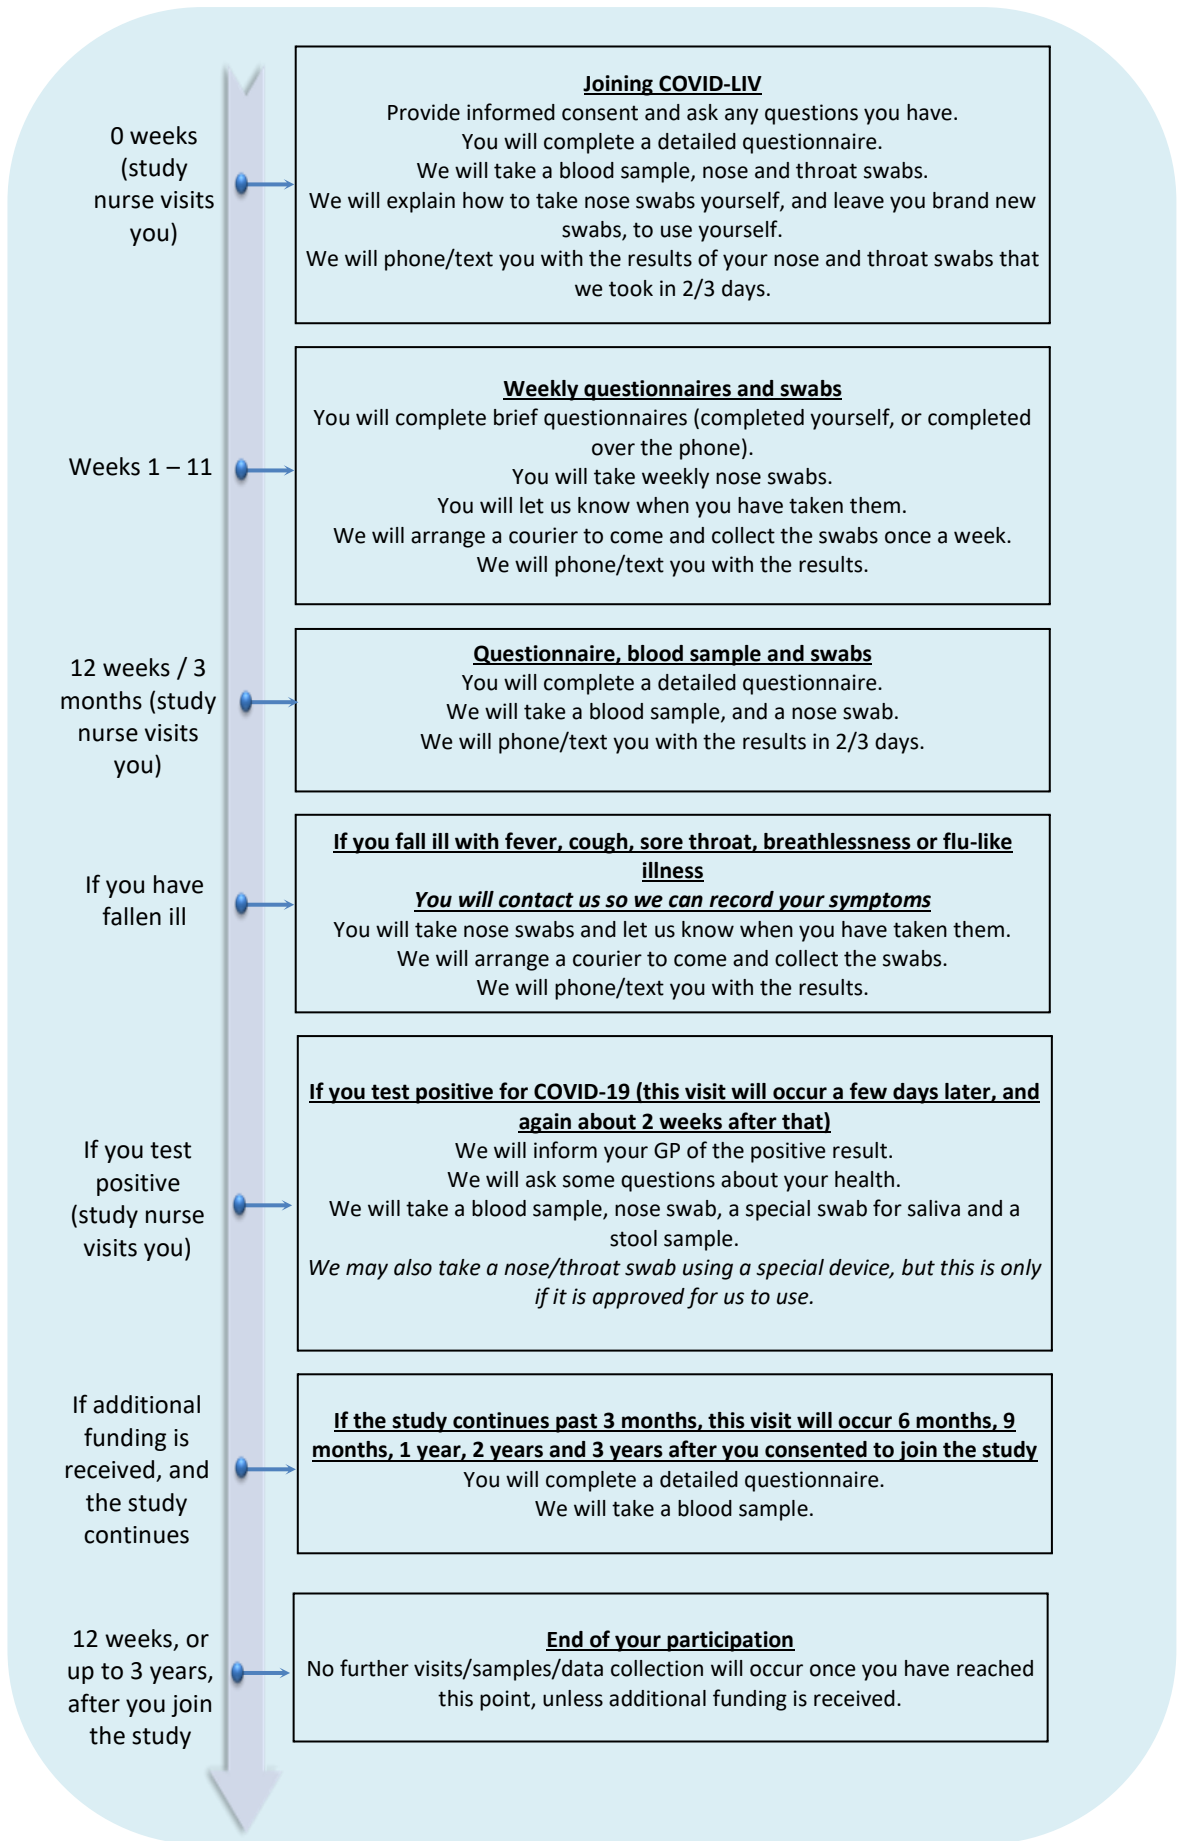 0 weeks
(study
nurse visits
you)
Joining COVID-LIV
Provide informed consent and ask any questions you have.
You will complete a detailed questionnaire.
We will take a blood sample, nose and throat swabs.
We will explain how to take nose swabs yourself, and leave you brand new
swabs, to use yourself.
We will phone/text you with the results of your nose and throat swabs that
we took in 2/3 days.
Weeks 1 – 11
Weekly questionnaires and swabs
You will complete brief questionnaires (completed yourself, or completed
over the phone).
You will take weekly nose swabs.
You will let us know when you have taken them.
We will arrange a courier to come and collect the swabs once a week.
We will phone/text you with the results.
12 weeks / 3
months (study
nurse visits
you)
Questionnaire, blood sample and swabs
You will complete a detailed questionnaire.
We will take a blood sample, and a nose swab.
We will phone/text you with the results in 2/3 days.
If you have
fallen ill
If you fall ill with fever, cough, sore throat, breathlessness or flu-like
illness
You will contact us so we can record your symptoms
You will take nose swabs and let us know when you have taken them.
We will arrange a courier to come and collect the swabs.
We will phone/text you with the results.
If you test
positive
(study nurse
visits you)
If you test positive for COVID-19 (this visit will occur a few days later, and
again about 2 weeks after that)
We will inform your GP of the positive result.
We will ask some questions about your health.
We will take a blood sample, nose swab, a special swab for saliva and a
stool sample.
We may also take a nose/throat swab using a special device, but this is only
if it is approved for us to use.
If additional
funding is
received, and
the study
continues
If the study continues past 3 months, this visit will occur 6 months, 9
months, 1 year, 2 years and 3 years after you consented to join the study
You will complete a detailed questionnaire.
We will take a blood sample.
12 weeks, or
up to 3 years,
after you join
the study
End of your participation
No further visits/samples/data collection will occur once you have reached
this point, unless additional funding is received.